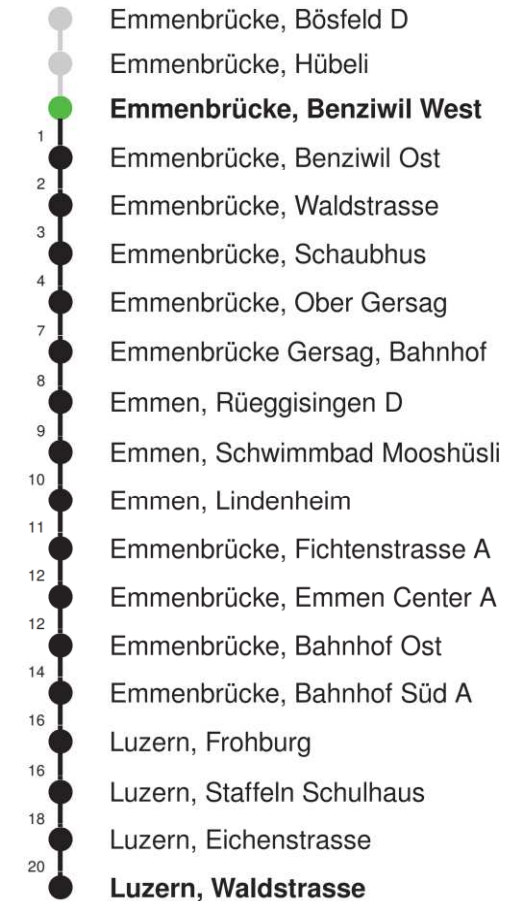 Emmenbrücke, Bösfeld D
Emmenbrücke, Hübeli
Emmenbrücke, Benziwil West
1
Emmenbrücke, Benziwil Ost
2
Emmenbrücke, Waldstrasse
3
Emmenbrücke, Schaubhus
4
Emmenbrücke, Ober Gersag
7
Emmenbrücke Gersag, Bahnhof
8
Emmen, Rüeggisingen D
9
Emmen, Schwimmbad Mooshüsli
10
Emmen, Lindenheim
11
Emmenbrücke, Fichtenstrasse A
12
Emmenbrücke, Emmen Center A
12
Emmenbrücke, Bahnhof Ost
14
Emmenbrücke, Bahnhof Süd A
16
Luzern, Frohburg
16
Luzern, Staffeln Schulhaus
18
Luzern, Eichenstrasse
20
Luzern, Waldstrasse